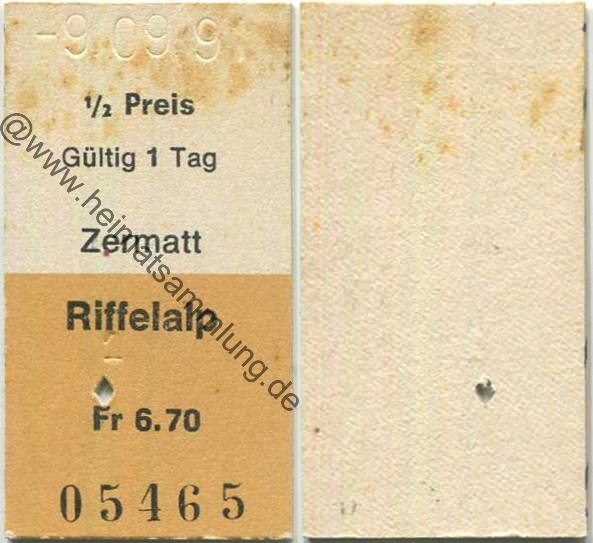 -9.09.9
1/2 Preis
Gültig 1 Tag
Zermatt
Riffelalp
Fr 6.70
05465
@www.heimatsammlung.de